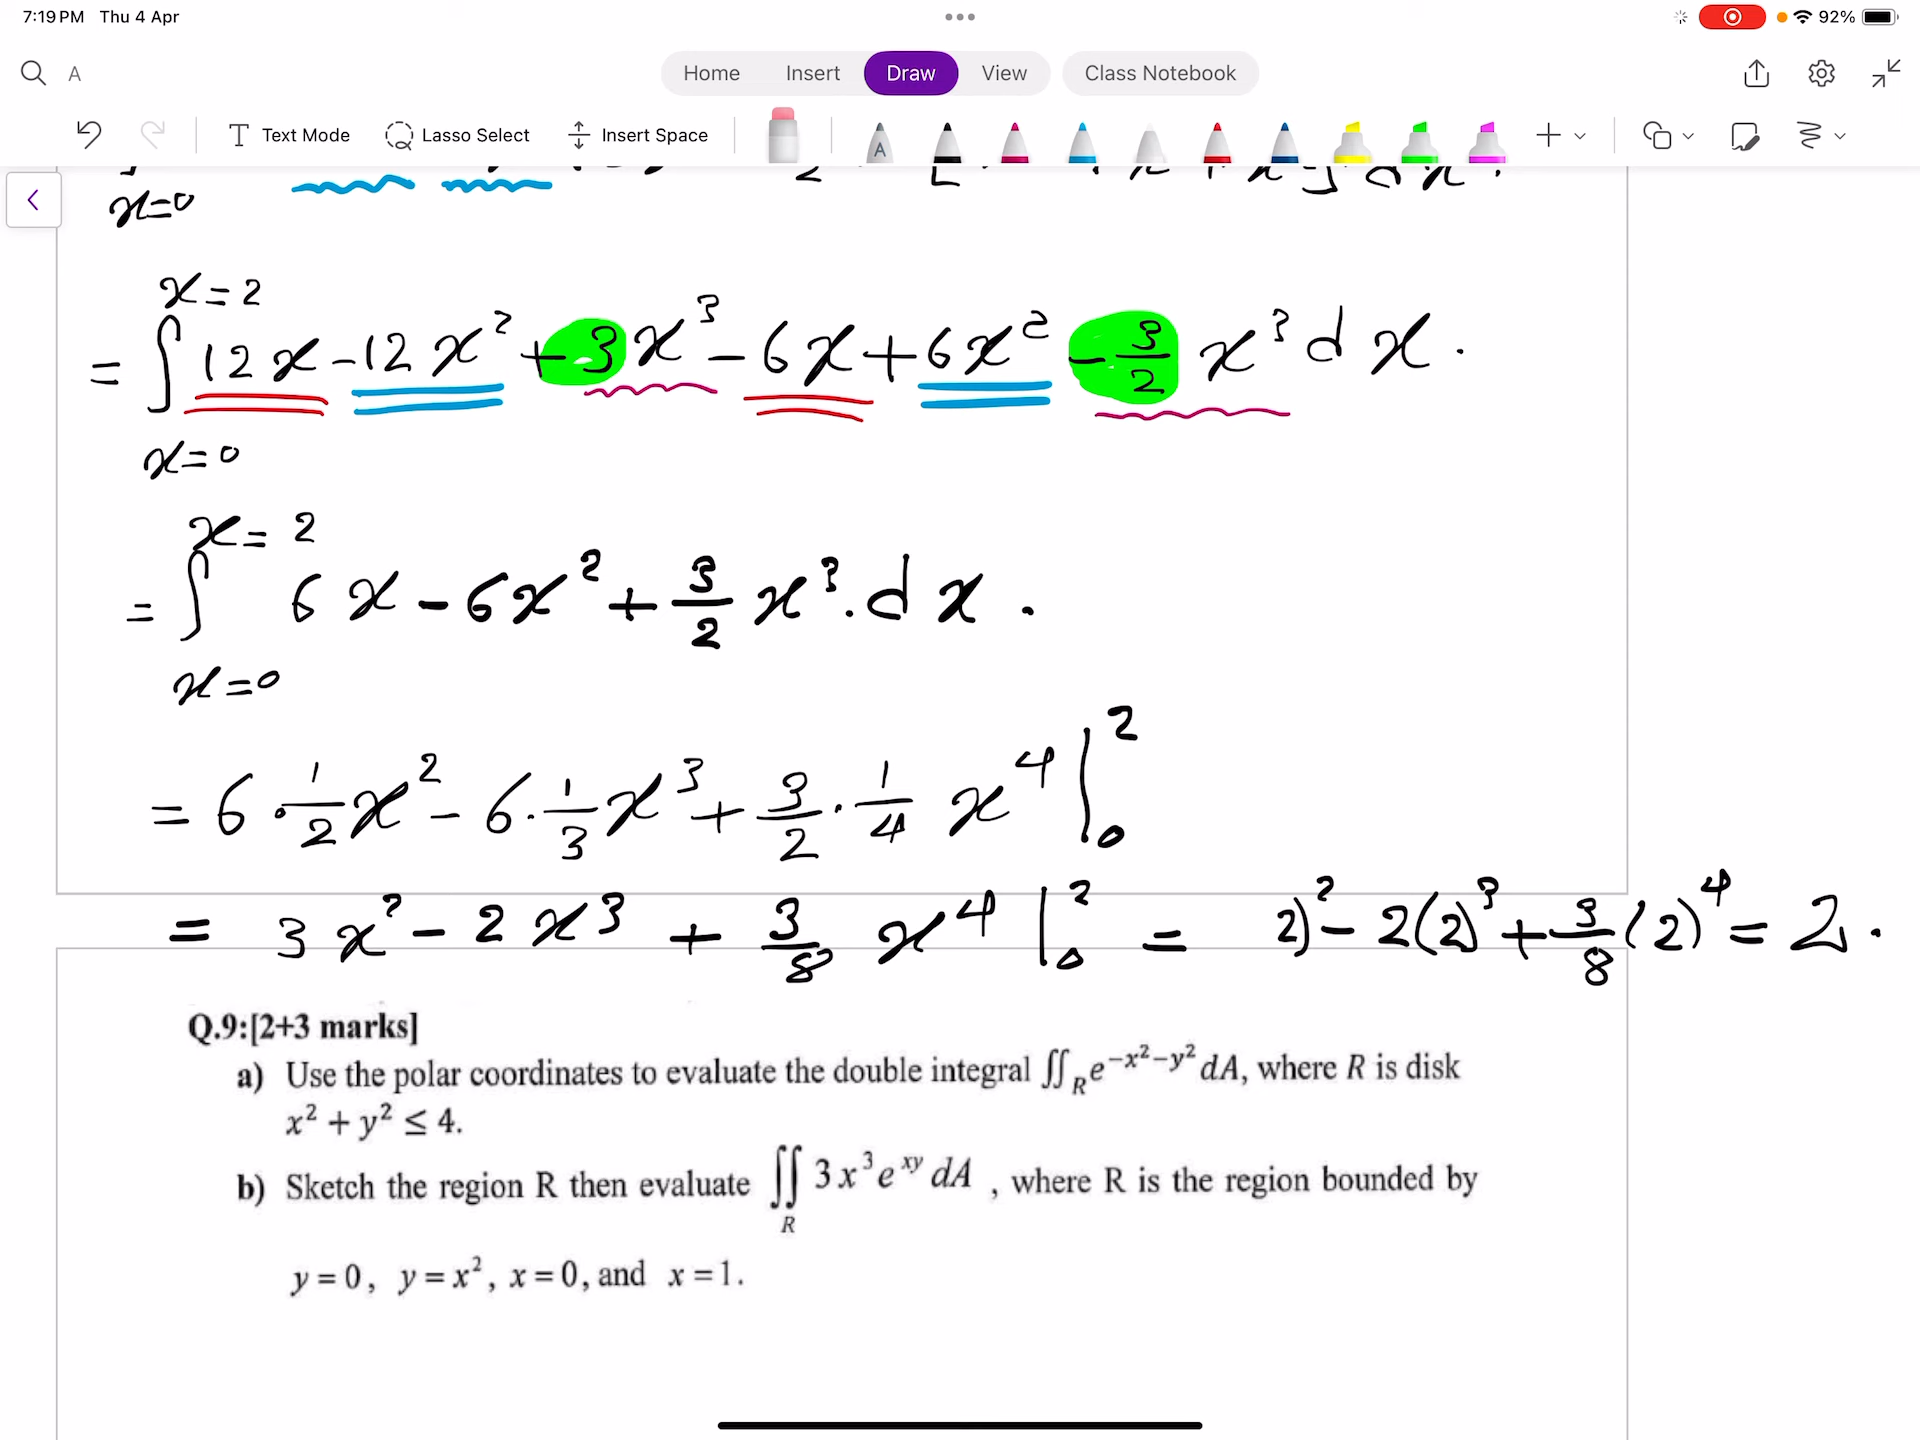 7:19 PM Thu 4 Apr 92%
A Home Insert Draw View Class Notebook
Text Mode Lasso Select Insert Space A
x=0
x=2
= ∫ 12x - 12x² + 3x³ - 6x + 6x² - 3/2 x³ dx.
x=0
x=2
= ∫ 6x - 6x² + 3/2 x³. dx.
x=0
= 6·1/2 x² - 6·1/3 x³ + 3/2 · 1/4 x⁴ |₀²
= 3x² - 2x³ + 3/8 x⁴ |₀² = 2)² - 2(2)³ + 3/8 (2)⁴ = 2.
Q.9:[2+3 marks]
a) Use the polar coordinates to evaluate the double integral ∬_R e^{-x²-y²} dA, where R is disk
x² + y² ≤ 4.
b) Sketch the region R then evaluate ∬_R 3x³e^{xy} dA , where R is the region bounded by
y = 0, y = x², x = 0, and x = 1.